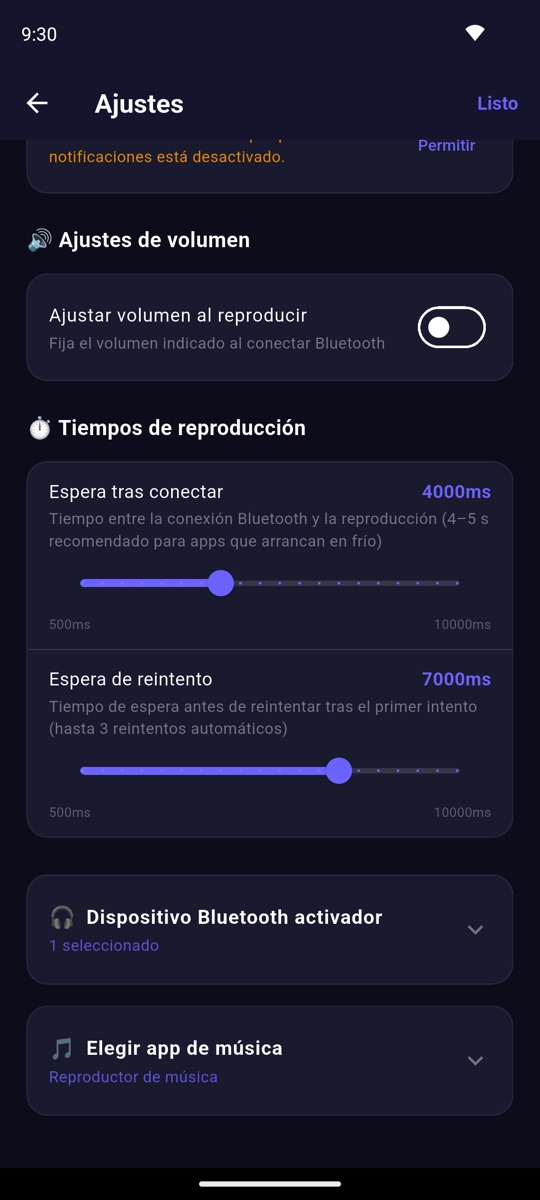 9:30
Ajustes
Listo
notificaciones está desactivado.
Permitir
Ajustes de volumen
Ajustar volumen al reproducir
Fija el volumen indicado al conectar Bluetooth
Tiempos de reproducción
Espera tras conectar
4000ms
Tiempo entre la conexión Bluetooth y la reproducción (4–5 s
recomendado para apps que arrancan en frío)
500ms
10000ms
Espera de reintento
7000ms
Tiempo de espera antes de reintentar tras el primer intento
(hasta 3 reintentos automáticos)
500ms
10000ms
Dispositivo Bluetooth activador
1 seleccionado
Elegir app de música
Reproductor de música